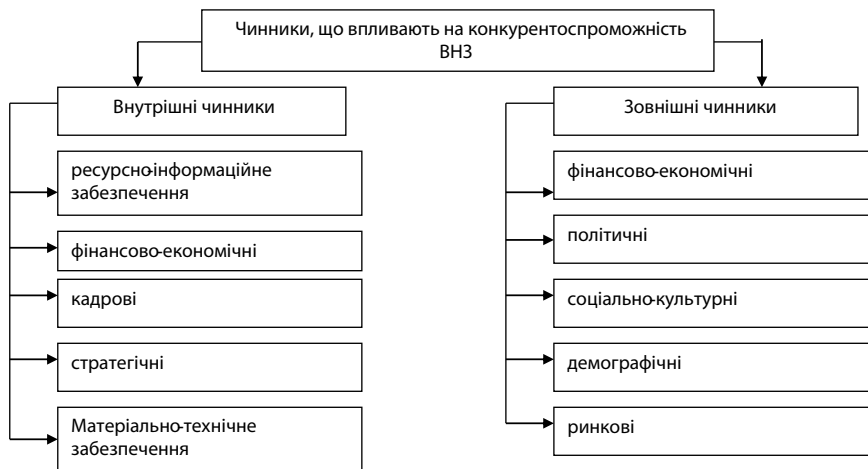 Чинники, що впливають на конкурентоспроможність
ВНЗ
Внутрішні чинники
ресурсно-інформаційне
забезпечення
фінансово-економічні
кадрові
стратегічні
Матеріально-технічне
забезпечення
Зовнішні чинники
фінансово-економічні
політичні
соціально-культурні
демографічні
ринкові